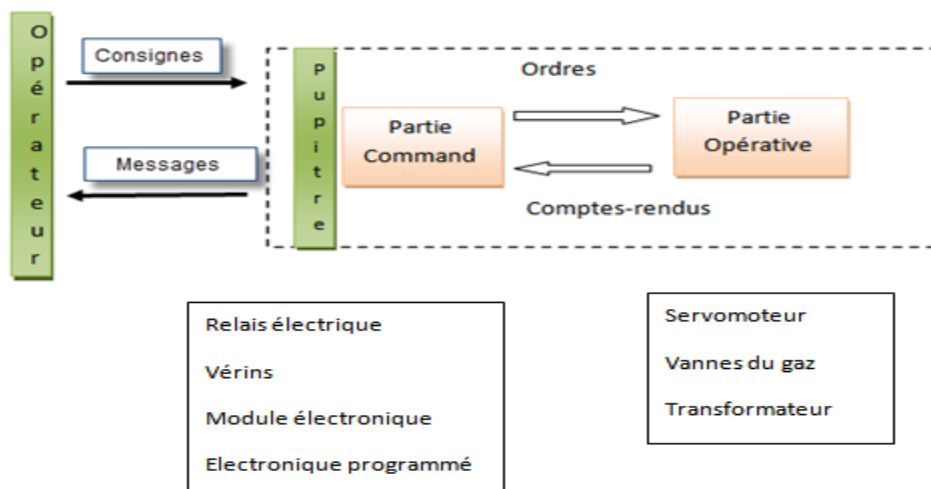 Opérateur
Consignes
Messages
Pupitre
Ordres
Partie
Command
Partie
Opérative
Comptes-rendus
Relais électrique
Vérins
Module électronique
Electronique programmé
Servomoteur
Vannes du gaz
Transformateur